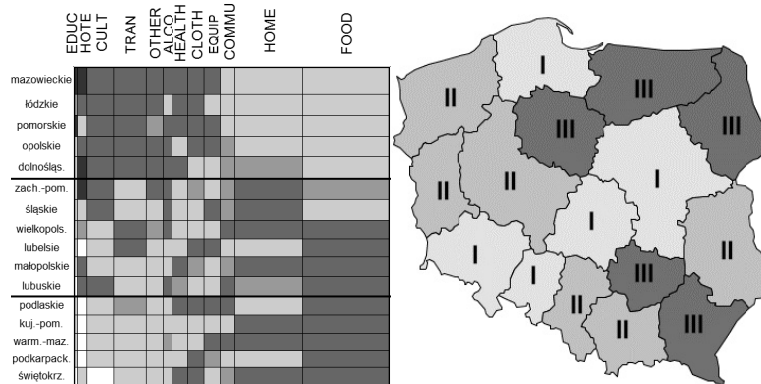 EDUC
HOTE
CULT
TRAN
OTHER
ALCO
HEALTH
CLOTH
EQUIP
COMMU
HOME
FOOD
mazowieckie
łódzkie
pomorskie
opolskie
dolnośląs.
zach.-pom.
śląskie
wielkopols.
lubelsie
małopolskie
lubuskie
podlaskie
kuj.-pom.
warm.-maz.
podkarpack.
świętokrz.
I
III
II
III
III
II
II
I
I
II
I
I
III
II
II
III